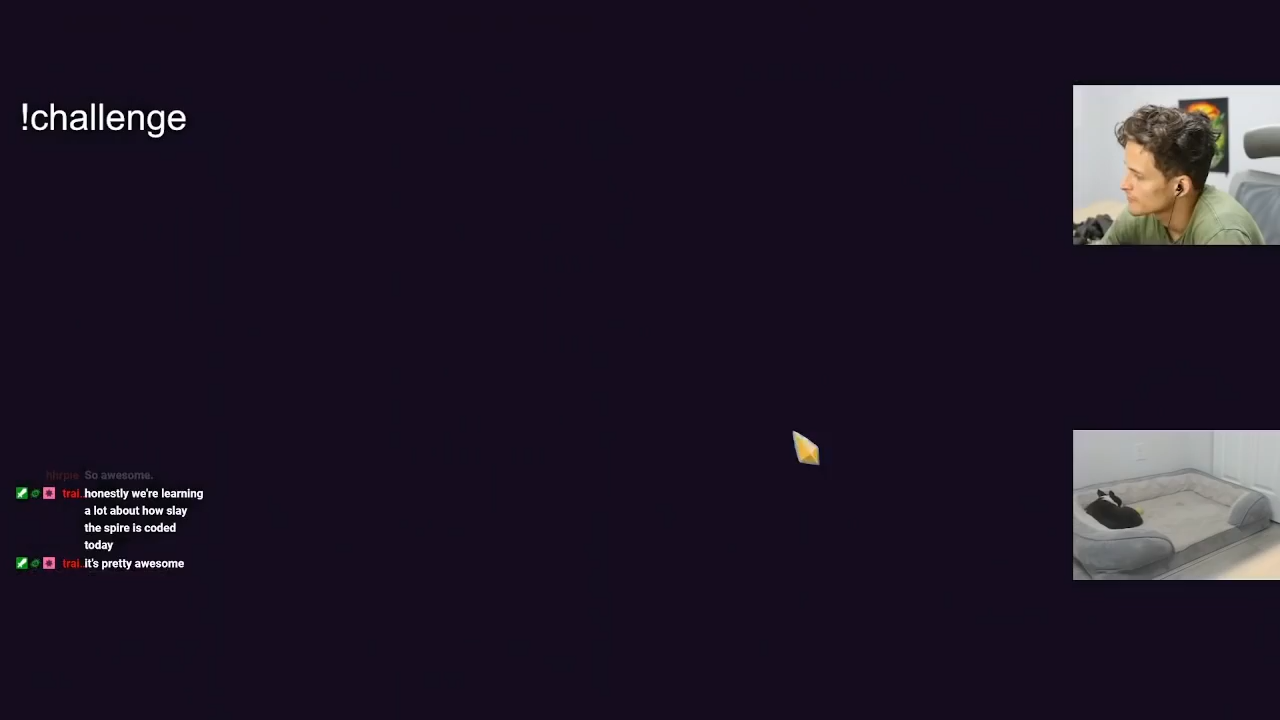 !challenge
hhrpie So awesome.
trai..honestly we're learning
a lot about how slay
the spire is coded
today
trai..it's pretty awesome